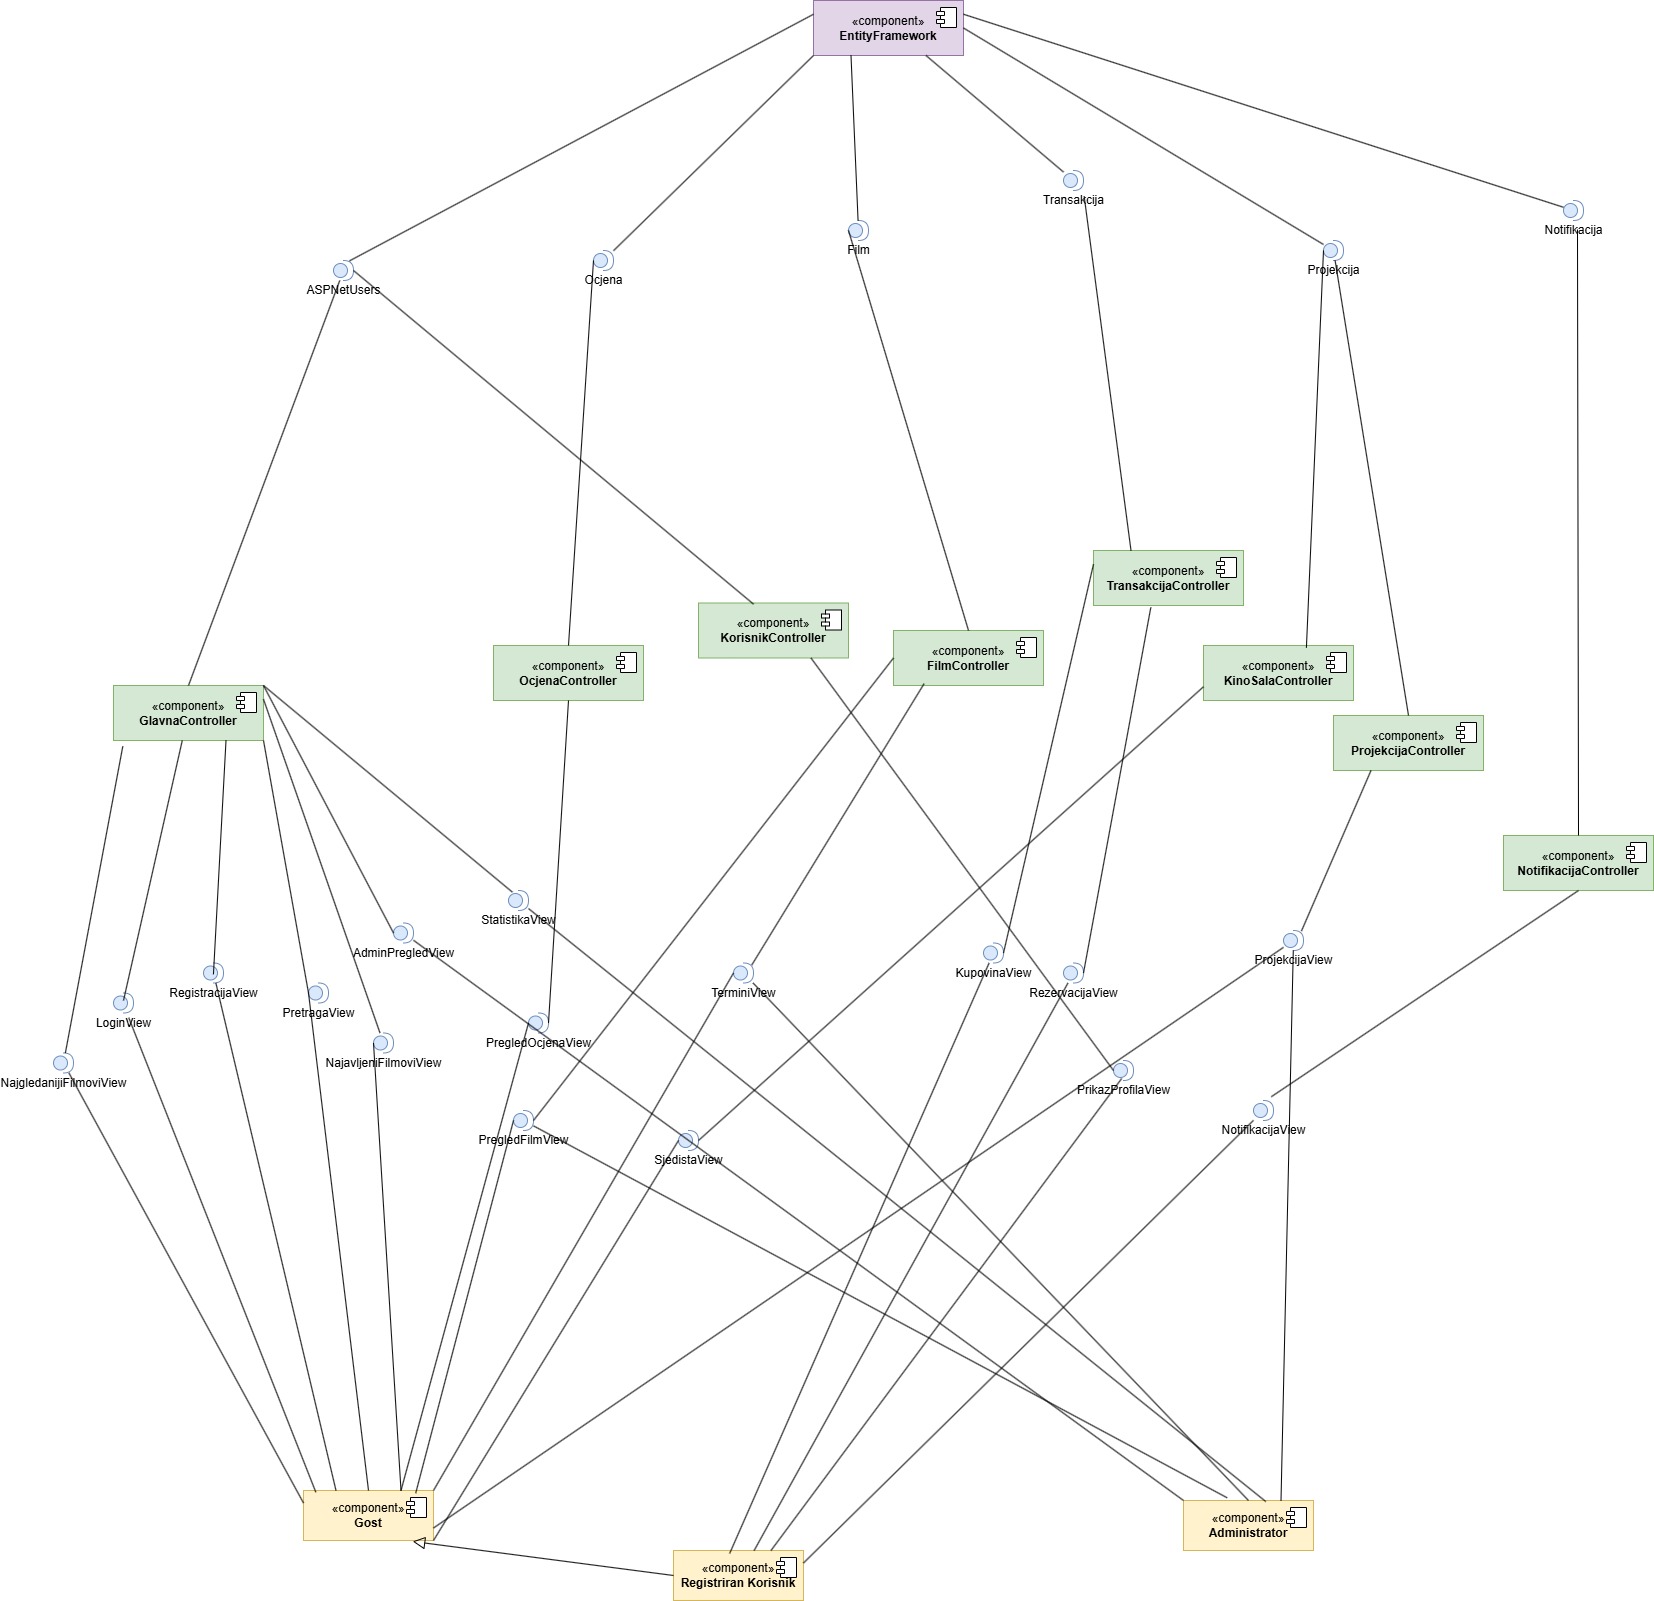 «component»
EntityFramework
Transakcija
Notifikacija
Film
Projekcija
Ocjena
ASPNetUsers
«component»
TransakcijaController
«component»
KorisnikController
«component»
FilmController
«component»
OcjenaController
«component»
KinoSalaController
«component»
GlavnaController
«component»
ProjekcijaController
«component»
NotifikacijaController
StatistikaView
AdminPregledView
ProjekcijaView
KupovinaView
RegistracijaView
TerminiView
RezervacijaView
PretragaView
LoginView
PregledOcjenaView
NajavljeniFilmoviView
NajgledanijiFilmoviView
PrikazProfilaView
NotifikacijaView
PregledFilmView
SjedistaView
«component»
Gost
«component»
Administrator
«component»
Registriran Korisnik